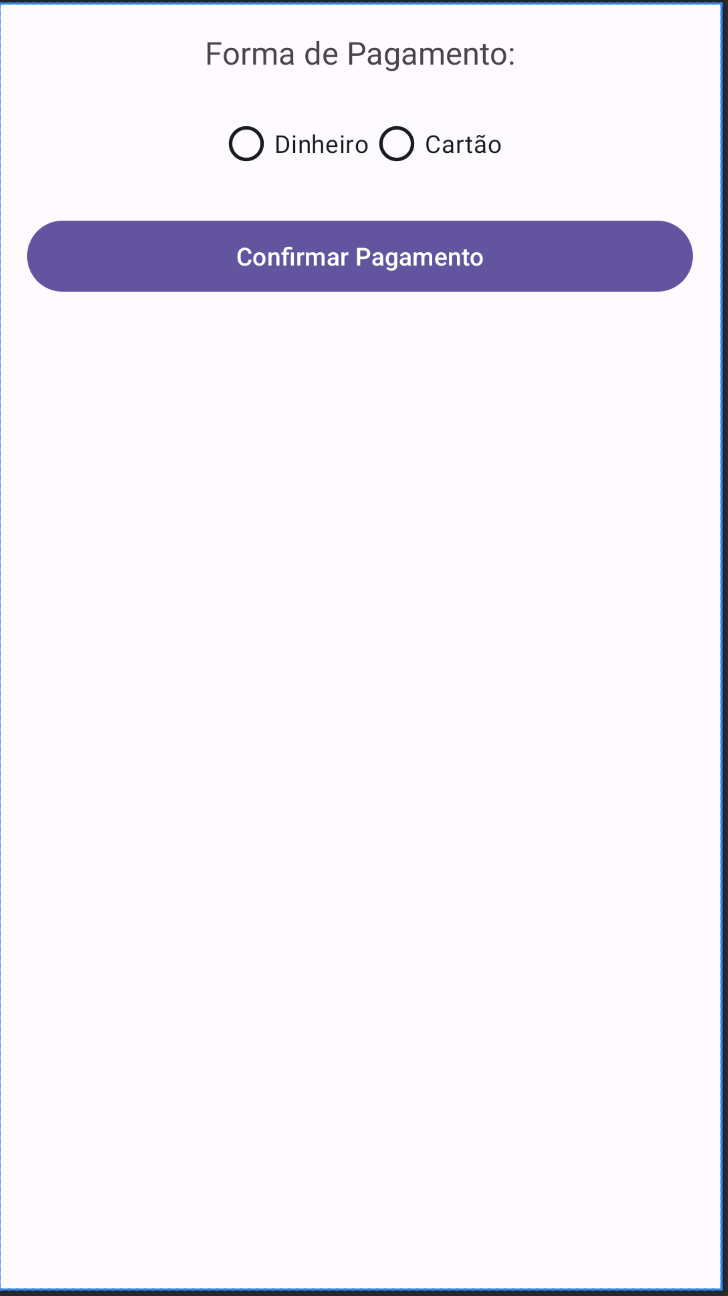 Forma de Pagamento:
Dinheiro Cartão
Confirmar Pagamento